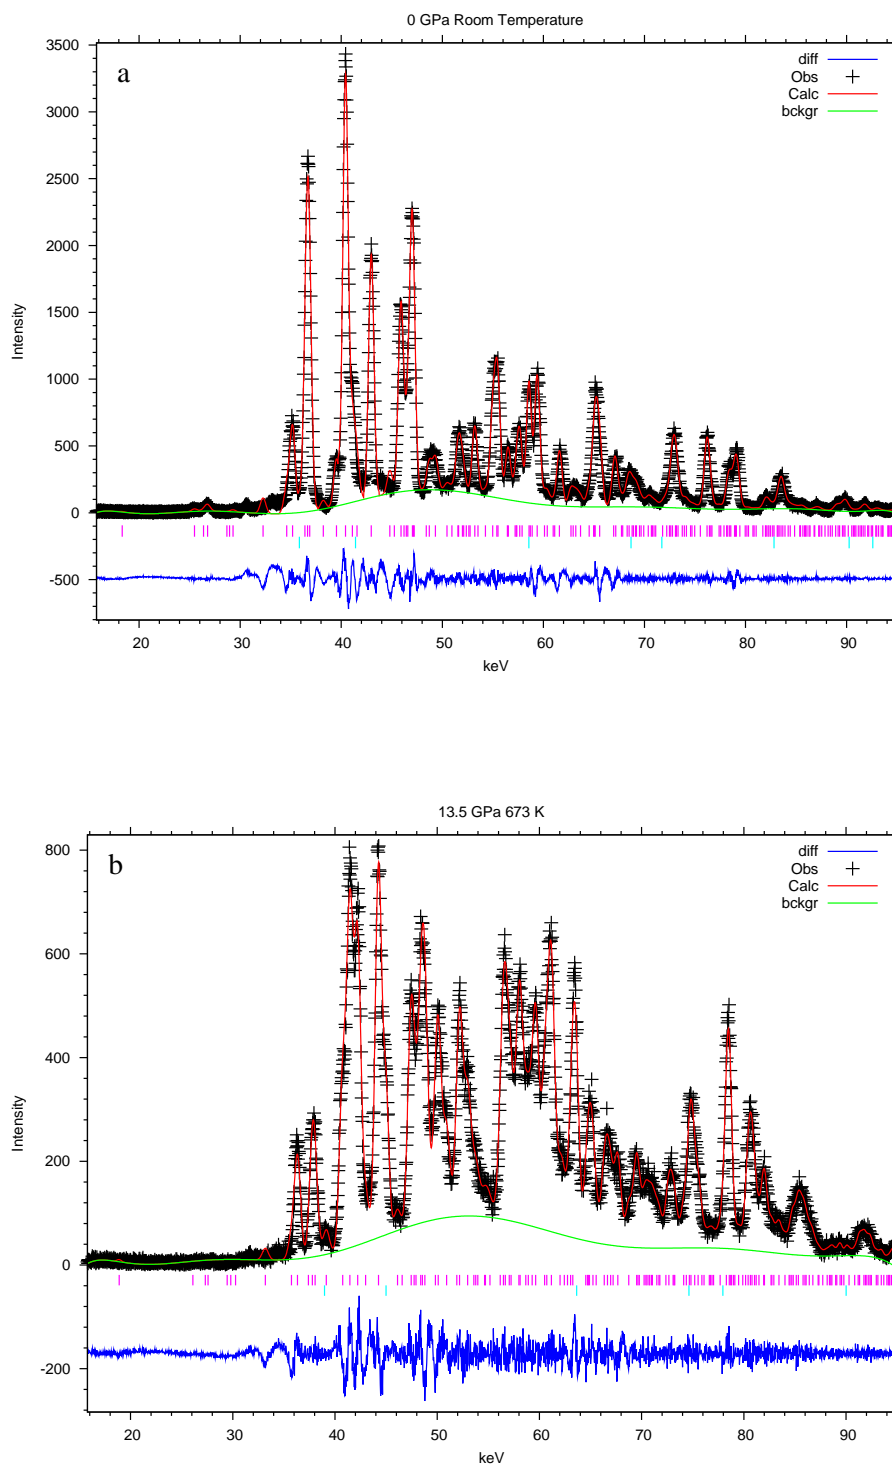 0 GPa Room Temperature
a
diff
Obs
Calc
bckgr
3500
3000
2500
2000
1500
1000
500
0
-500
Intensity
20 30 40 50 60 70 80 90
keV
13.5 GPa 673 K
b
diff
Obs
Calc
bckgr
800
600
400
200
0
-200
Intensity
20 30 40 50 60 70 80 90
keV